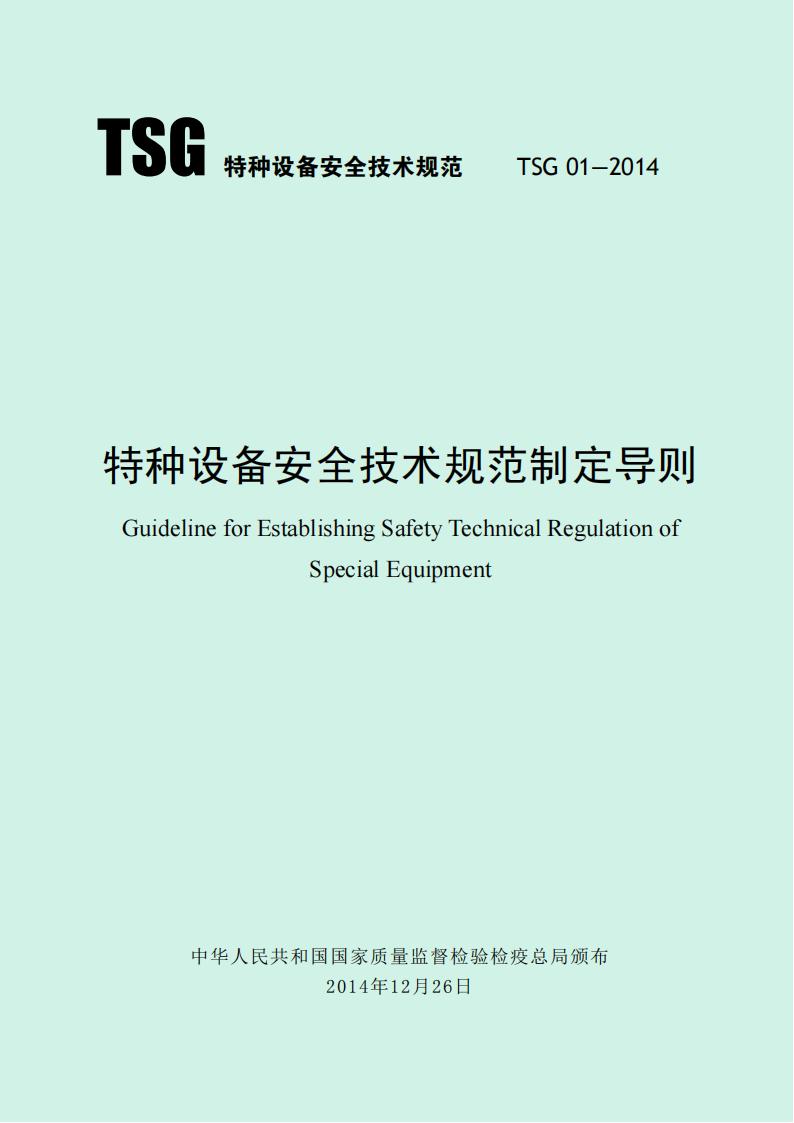 TSG 特种设备安全技术规范 TSG 01—2014
特种设备安全技术规范制定导则
Guideline for Establishing Safety Technical Regulation of
Special Equipment
中华人民共和国国家质量监督检验检疫总局颁布
2014年12月26日